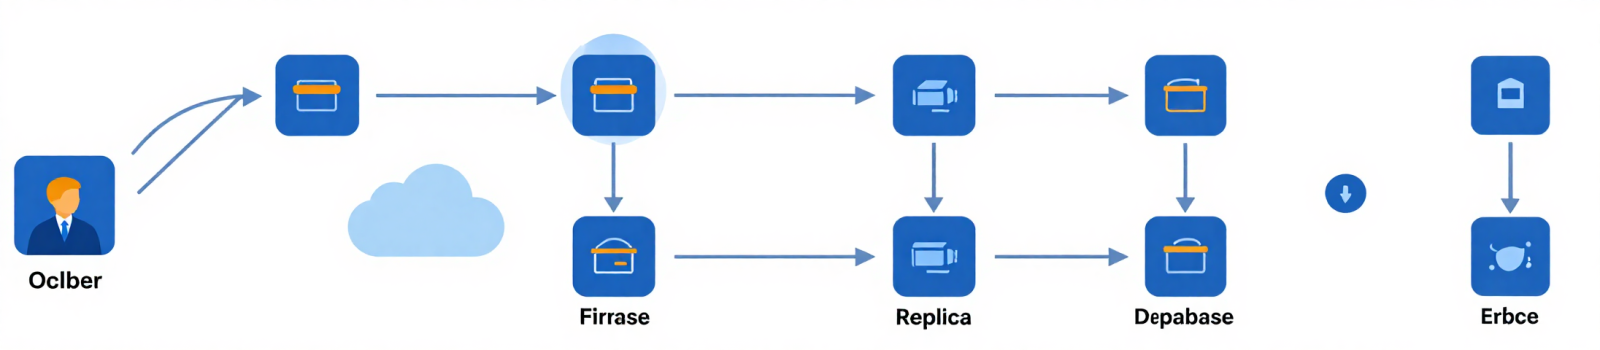 Oclber
Firrase
Replica
Depabase
Erbce